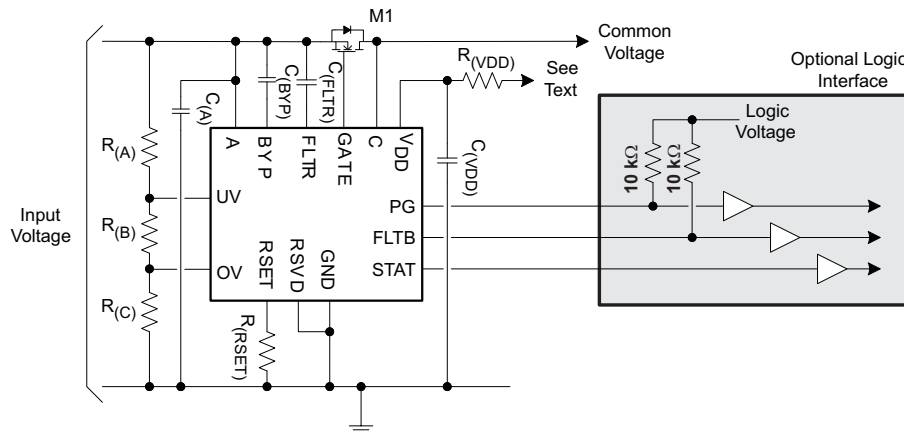 M1
Common
Voltage
R(VDD)
See
Text
Optional Logic
Interface
Logic
Voltage
10 kΩ
10 kΩ
C(A)
C(BYP)
C(FLTR)
C(VDD)
A
BYP
FLTR
GATE
C
VDD
R(A)
Input
Voltage
R(B)
R(C)
UV
OV
PG
FLTB
STAT
RSET
RSVD
GND
R(RSET)